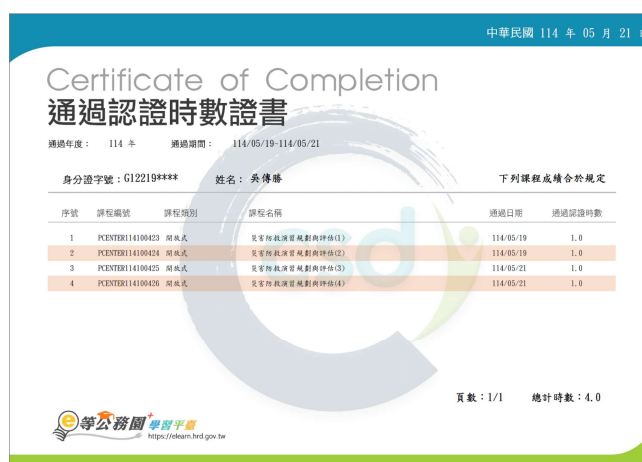 中華民國 114 年 05 月 21
Certificate of Completion
通過認證時數證書
通過年度： 114 年 通過期間： 114/05/19-114/05/21
身分證字號：G12219**** 姓名：吳傳勝 下列課程成績合於規定
序號 課程編號 課程類別 課程名稱 通過日期 通過認證時數
1 PCENTER114100423 開放式 災害防救演習規劃與評估(1) 114/05/19 1.0
2 PCENTER114100424 開放式 災害防救演習規劃與評估(2) 114/05/19 1.0
3 PCENTER114100425 開放式 災害防救演習規劃與評估(3) 114/05/21 1.0
4 PCENTER114100426 開放式 災害防救演習規劃與評估(4) 114/05/21 1.0
csd
頁數：1/1 總計時數：4.0
e等公務園+學習平臺
https://elearn.hrd.gov.tw